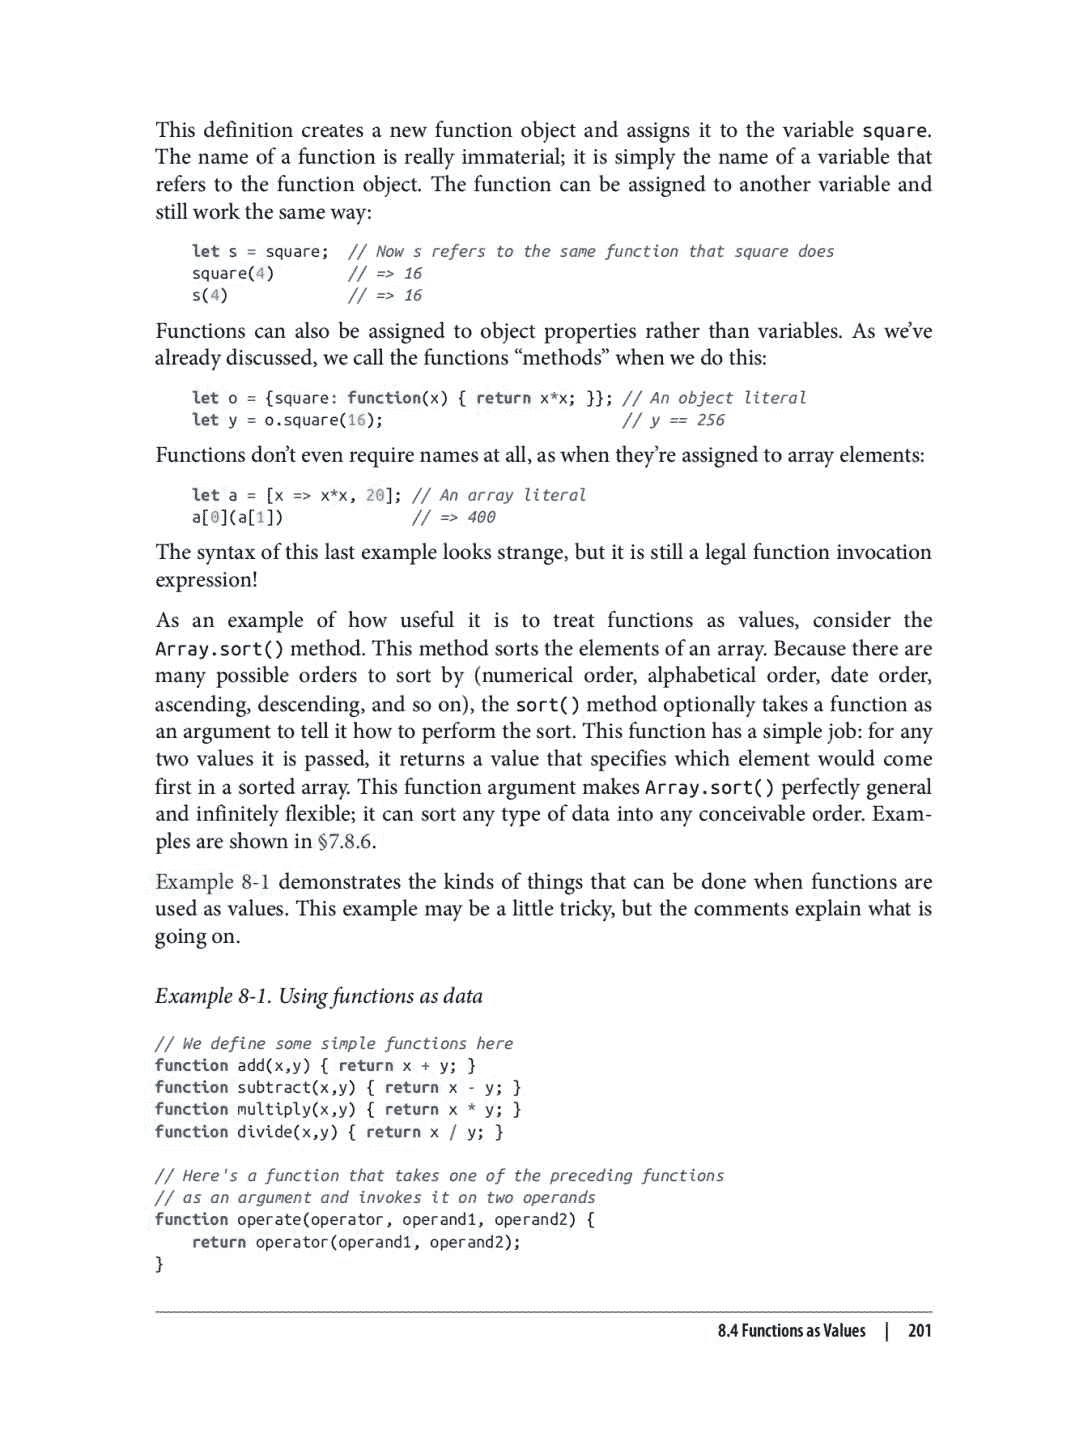 This definition creates a new function object and assigns it to the variable square.
The name of a function is really immaterial; it is simply the name of a variable that
refers to the function object. The function can be assigned to another variable and
still work the same way:
let s = square;  // Now s refers to the same function that square does
square(4)        // => 16
s(4)             // => 16
Functions can also be assigned to object properties rather than variables. As we’ve
already discussed, we call the functions “methods” when we do this:
let o = {square: function(x) { return x*x; }}; // An object literal
let y = o.square(16);                          // y == 256
Functions don’t even require names at all, as when they’re assigned to array elements:
let a = [x => x*x, 20]; // An array literal
a[0](a[1])              // => 400
The syntax of this last example looks strange, but it is still a legal function invocation
expression!
As an example of how useful it is to treat functions as values, consider the
Array.sort() method. This method sorts the elements of an array. Because there are
many possible orders to sort by (numerical order, alphabetical order, date order,
ascending, descending, and so on), the sort() method optionally takes a function as
an argument to tell it how to perform the sort. This function has a simple job: for any
two values it is passed, it returns a value that specifies which element would come
first in a sorted array. This function argument makes Array.sort() perfectly general
and infinitely flexible; it can sort any type of data into any conceivable order. Exam-
ples are shown in §7.8.6.
Example 8-1 demonstrates the kinds of things that can be done when functions are
used as values. This example may be a little tricky, but the comments explain what is
going on.
Example 8-1. Using functions as data
// We define some simple functions here
function add(x,y) { return x + y; }
function subtract(x,y) { return x - y; }
function multiply(x,y) { return x * y; }
function divide(x,y) { return x / y; }
// Here's a function that takes one of the preceding functions
// as an argument and invokes it on two operands
function operate(operator, operand1, operand2) {
    return operator(operand1, operand2);
}
8.4 Functions as Values | 201